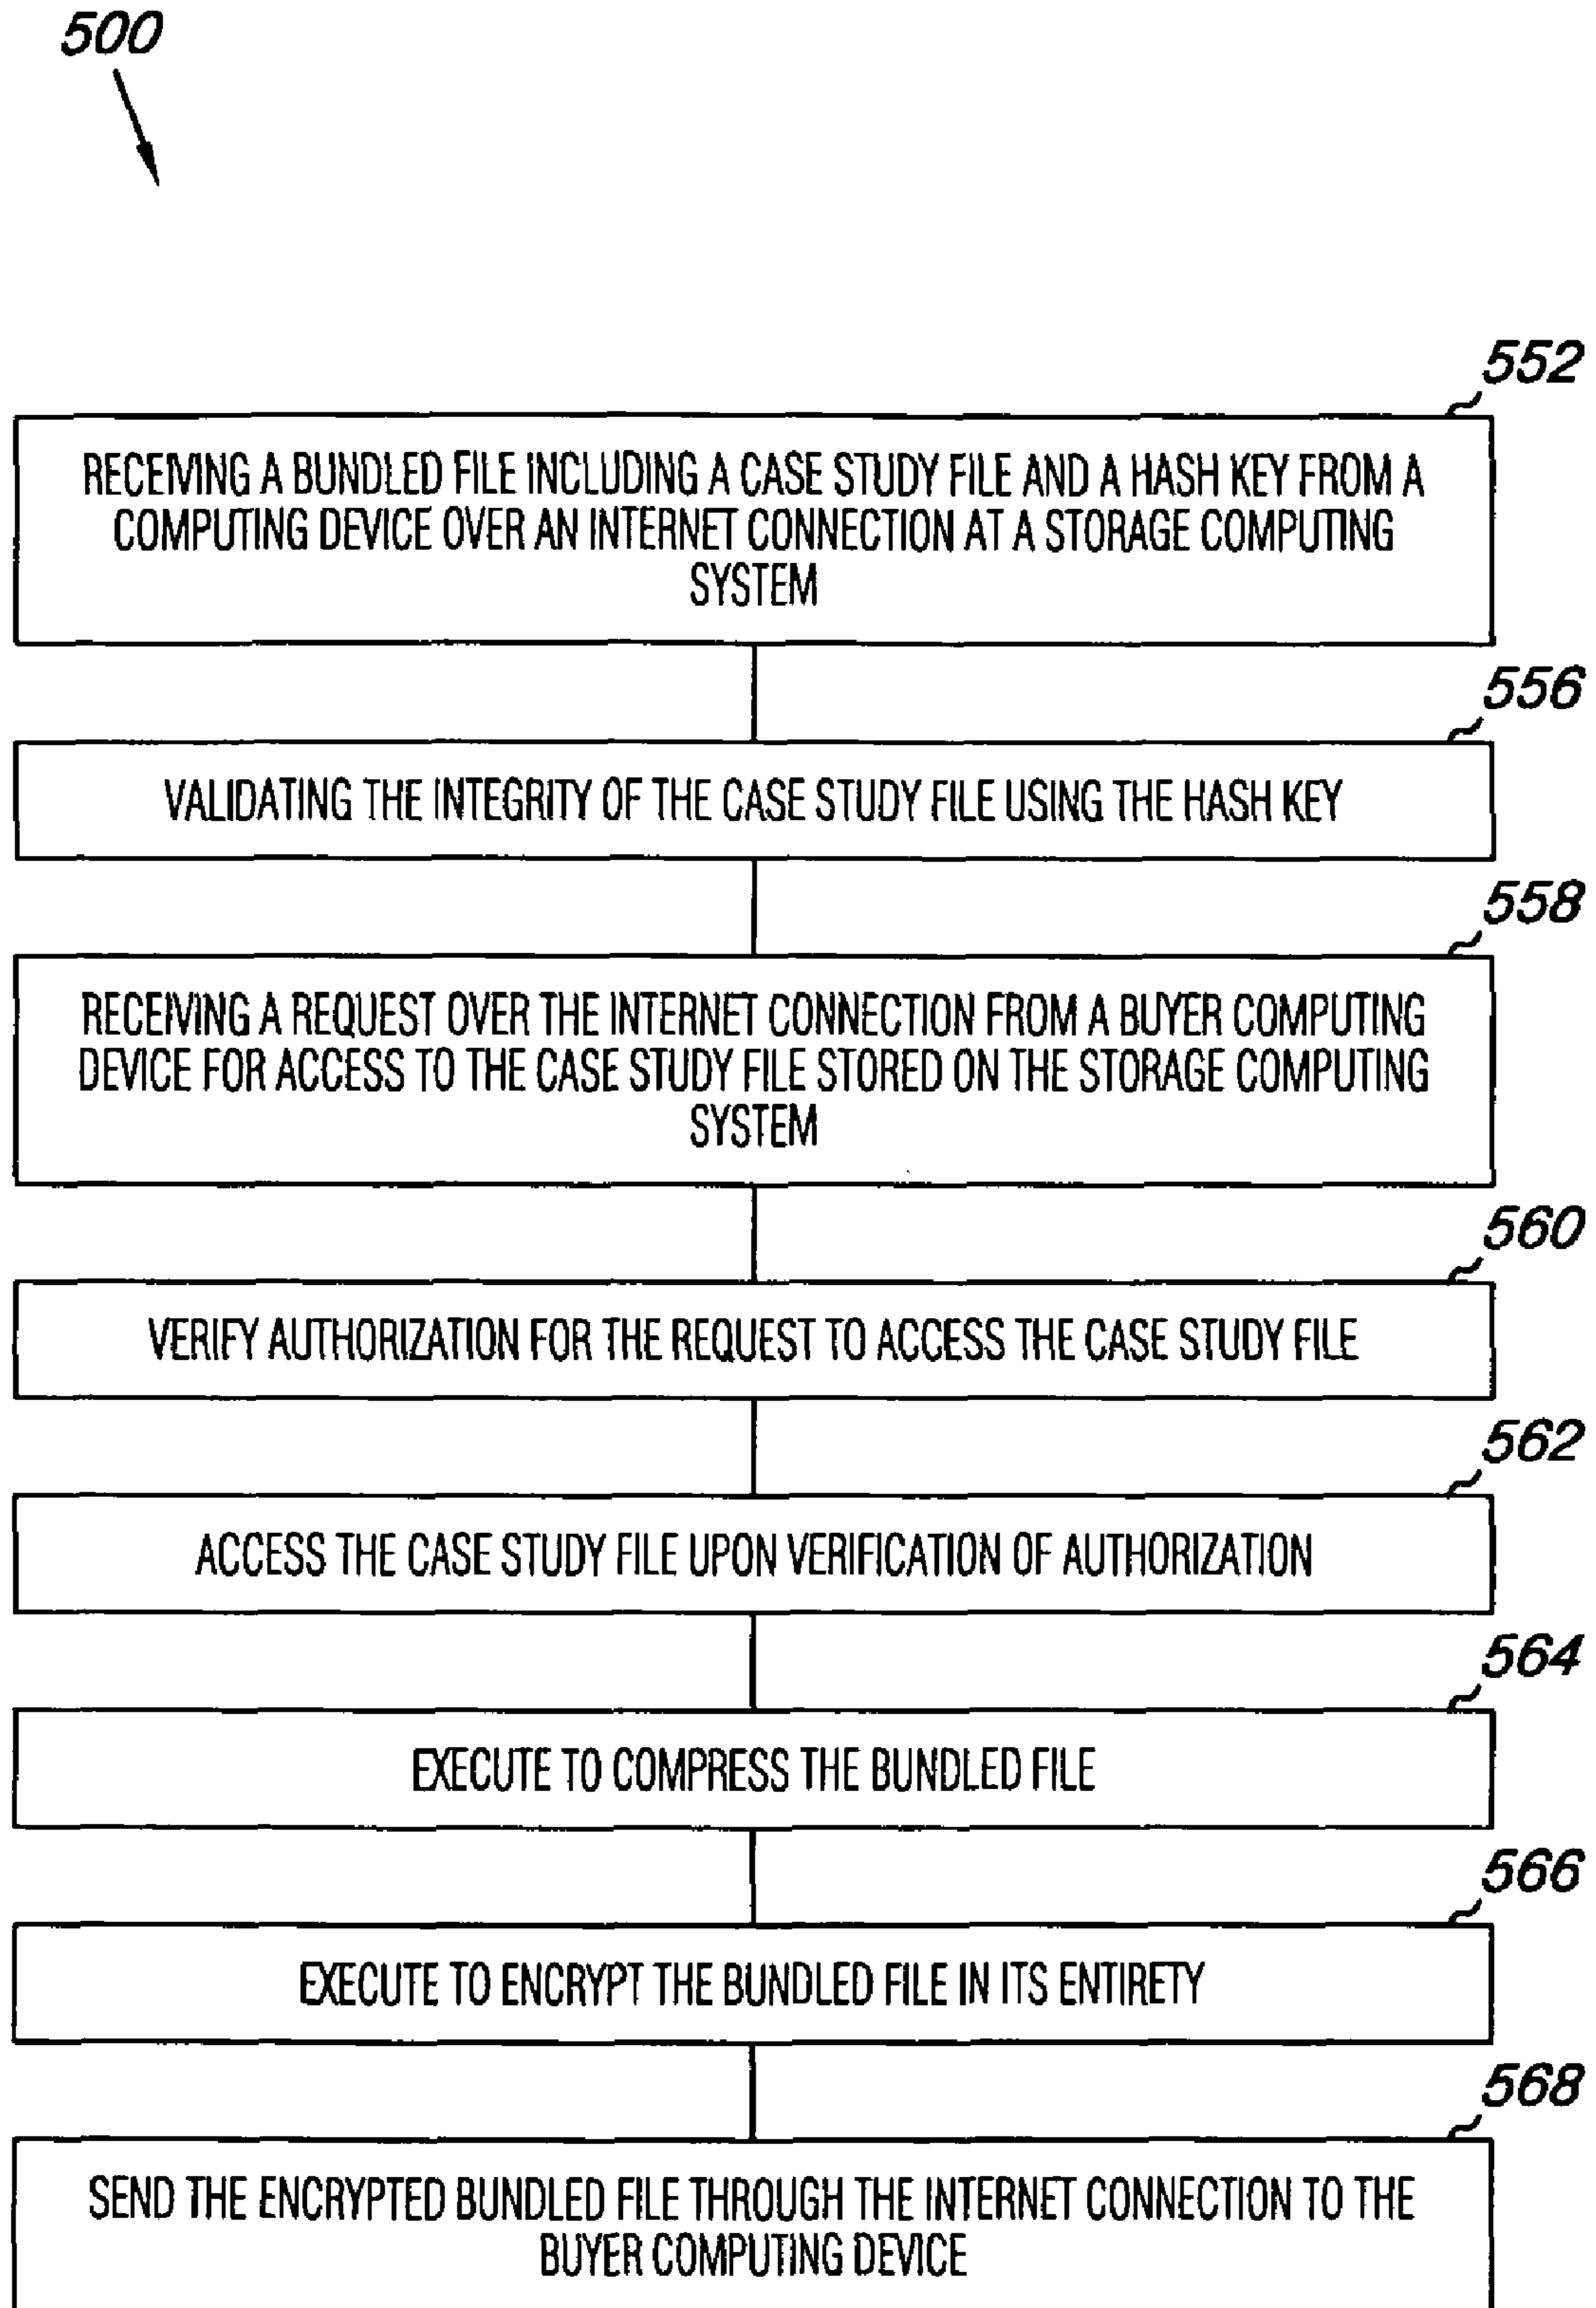 500
552
RECEIVING A BUNDLED FILE INCLUDING A CASE STUDY FILE AND A HASH KEY FROM A
COMPUTING DEVICE OVER AN INTERNET CONNECTION AT A STORAGE COMPUTING
SYSTEM
556
VALIDATING THE INTEGRITY OF THE CASE STUDY FILE USING THE HASH KEY
558
RECEIVING A REQUEST OVER THE INTERNET CONNECTION FROM A BUYER COMPUTING
DEVICE FOR ACCESS TO THE CASE STUDY FILE STORED ON THE STORAGE COMPUTING
SYSTEM
560
VERIFY AUTHORIZATION FOR THE REQUEST TO ACCESS THE CASE STUDY FILE
562
ACCESS THE CASE STUDY FILE UPON VERIFICATION OF AUTHORIZATION
564
EXECUTE TO COMPRESS THE BUNDLED FILE
566
EXECUTE TO ENCRYPT THE BUNDLED FILE IN ITS ENTIRETY
568
SEND THE ENCRYPTED BUNDLED FILE THROUGH THE INTERNET CONNECTION TO THE
BUYER COMPUTING DEVICE